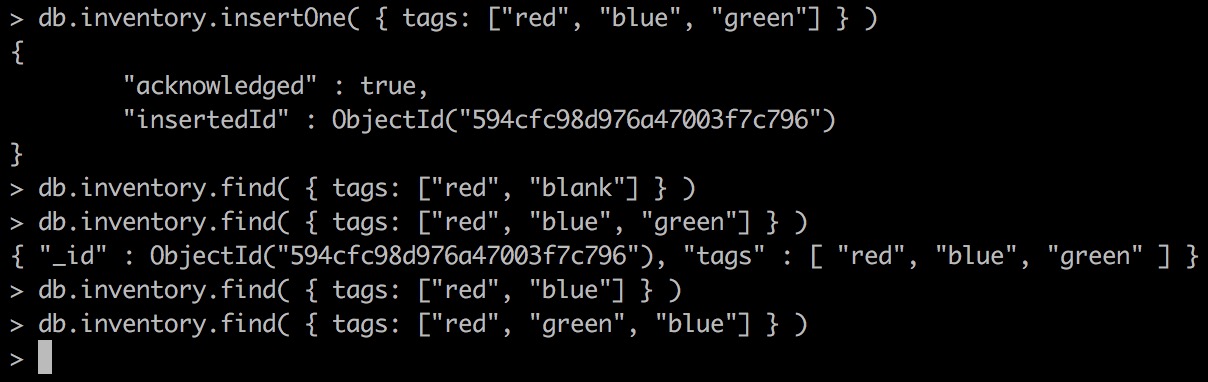 > db.inventory.insertOne( { tags: ["red", "blue", "green"] } )
{
        "acknowledged" : true,
        "insertedId" : ObjectId("594cfc98d976a47003f7c796")
}
> db.inventory.find( { tags: ["red", "blank"] } )
> db.inventory.find( { tags: ["red", "blue", "green"] } )
{ "_id" : ObjectId("594cfc98d976a47003f7c796"), "tags" : [ "red", "blue", "green" ] }
> db.inventory.find( { tags: ["red", "blue"] } )
> db.inventory.find( { tags: ["red", "green", "blue"] } )
>